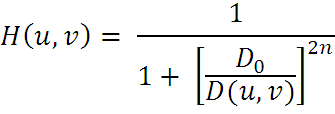 H(u, v) = 1 / (1 + [D₀ / D(u, v)]²ⁿ)